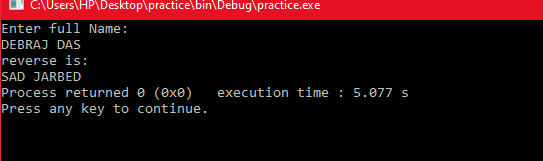 C:\Users\HP\Desktop\practice\bin\Debug\practice.exe
Enter full Name:
DEBRAJ DAS
reverse is:
SAD JARBED
Process returned 0 (0x0)   execution time : 5.077 s
Press any key to continue.